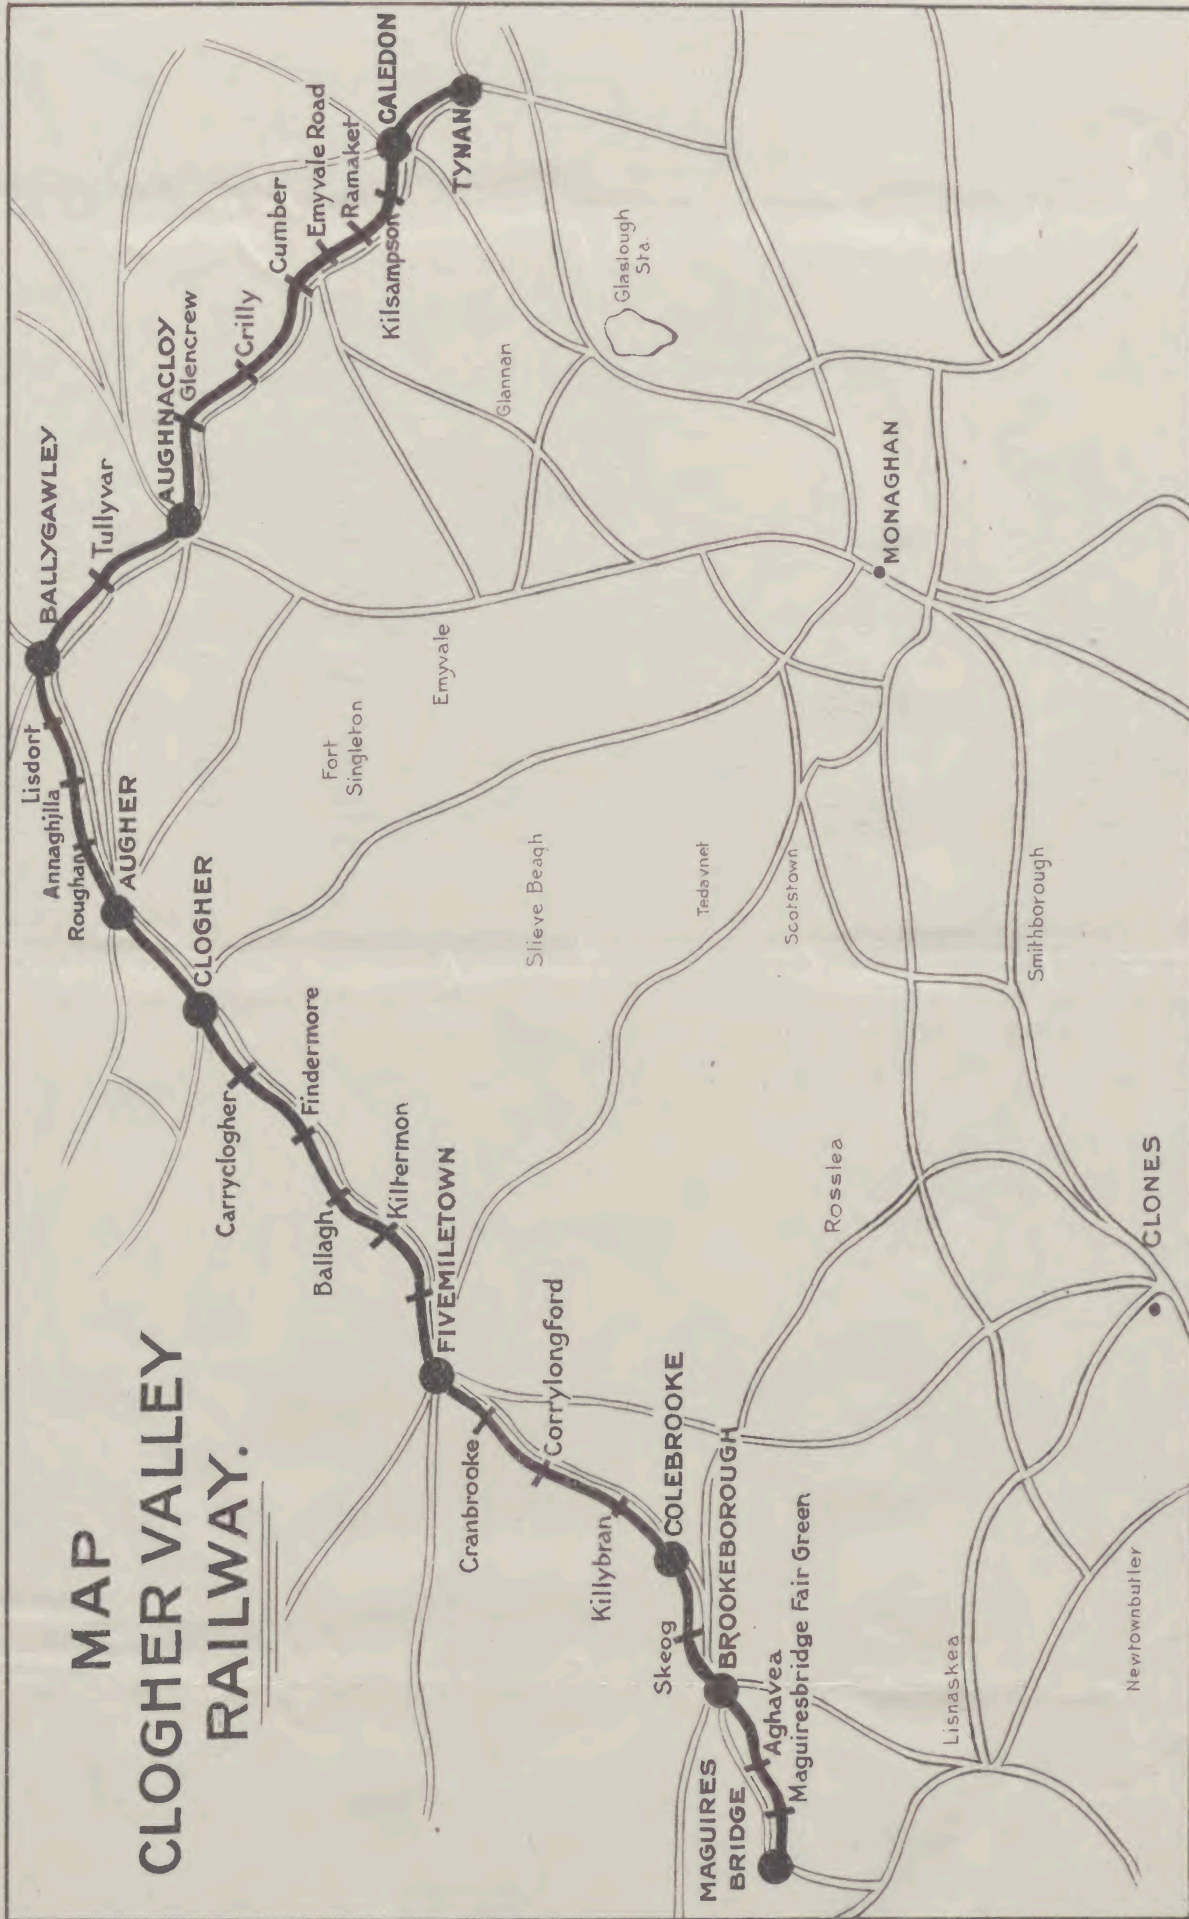 MAP
CLOGHER VALLEY
RAILWAY.
MAGUIRES
BRIDGE
Maguiresbridge Fair Green
Aghavea
BROOKEBOROUGH
Skeog
COLEBROOKE
Killybran
Corrylongford
Cranbrooke
FIVEMILETOWN
Kiltermon
Ballagh
Findermore
Carryclogher
CLOGHER
AUGHER
Roughan
Annaghilla
Lisdort
BALLYGAWLEY
Tullyvar
AUGHNACLOY
Glencrew
Crilly
Cumber
Emyvale Road
Ramaket
Kilsampson
CALEDON
TYNAN
Glaslough
Sta.
Glannan
MONAGHAN
Emyvale
Fort
Singleton
Slieve Beagh
Tedavnet
Scotstown
Smithborough
Rosslea
CLONES
Lisnaskea
Newtownbutler